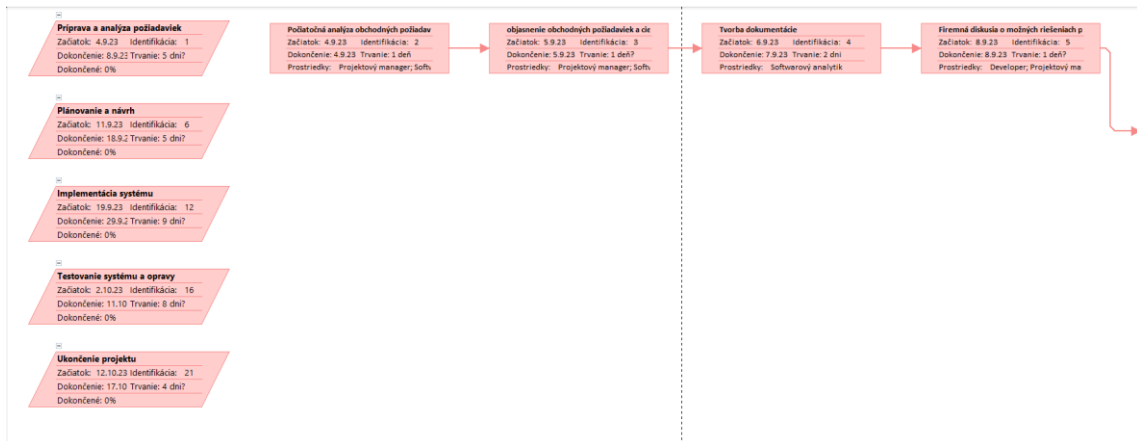 Príprava a analýza požiadaviek
Začiatok: 4.9.23 Identifikácia: 1
Dokončenie: 8.9.2 Trvanie: 5 dni?
Dokončené: 0%
Počiatočná analýza obchodných požiadav
Začiatok: 4.9.23 Identifikácia: 2
Dokončenie: 4.9.23 Trvanie: 1 deň
Prostriedky: Projektový manager; Softv
objasnenie obchodných požiadaviek a cie
Začiatok: 5.9.23 Identifikácia: 3
Dokončenie: 5.9.23 Trvanie: 1 deň?
Prostriedky: Projektový manager; Softv
Tvorba dokumentácie
Začiatok: 6.9.23 Identifikácia: 4
Dokončenie: 7.9.23 Trvanie: 2 dni
Prostriedky: Softwarový analytik
Firemná diskusia o možných riešeniach p
Začiatok: 8.9.23 Identifikácia: 5
Dokončenie: 8.9.23 Trvanie: 1 deň?
Prostriedky: Developer; Projektový ma
Plánovanie a návrh
Začiatok: 11.9.23 Identifikácia: 6
Dokončenie: 18.9.2 Trvanie: 5 dni?
Dokončené: 0%
Implementácia systému
Začiatok: 19.9.23 Identifikácia: 12
Dokončenie: 29.9.2 Trvanie: 9 dni?
Dokončené: 0%
Testovanie systému a opravy
Začiatok: 2.10.23 Identifikácia: 16
Dokončenie: 11.10 Trvanie: 8 dni?
Dokončené: 0%
Ukončenie projektu
Začiatok: 12.10.23 Identifikácia: 21
Dokončenie: 17.10 Trvanie: 4 dni?
Dokončené: 0%